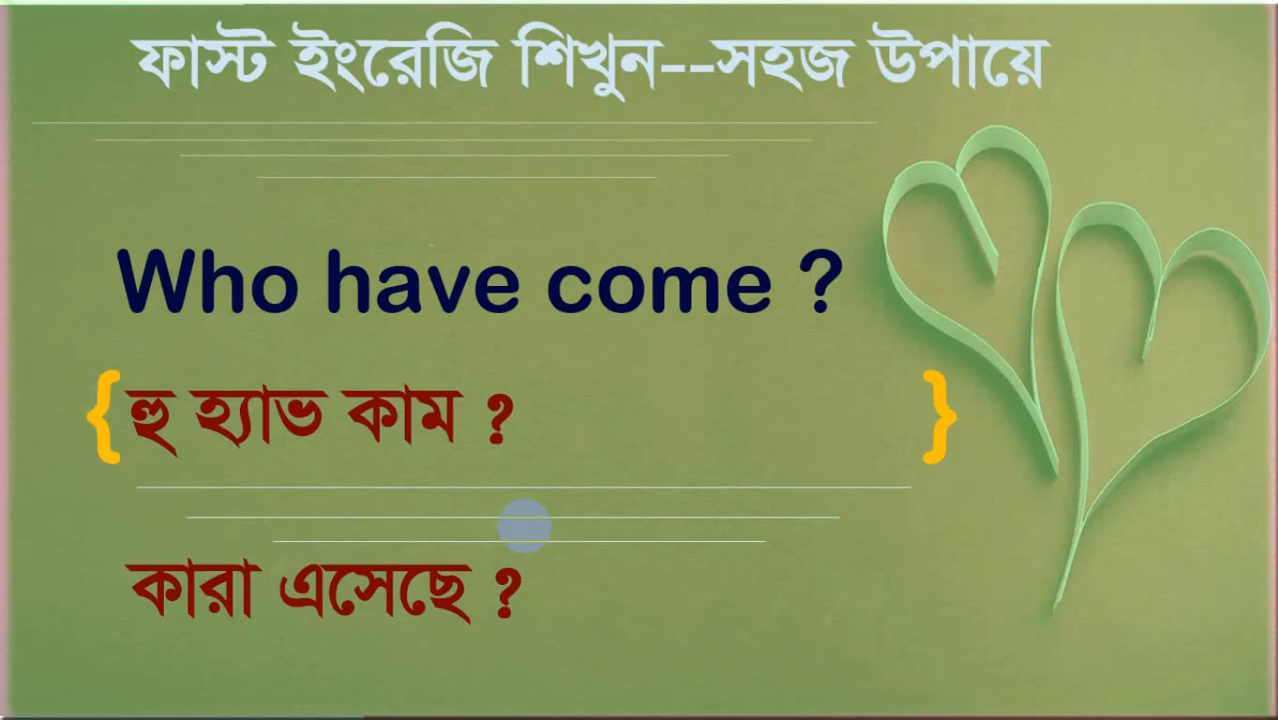 ফাস্ট ইংরেজি শিখুন--সহজ উপায়ে
Who have come ?
{হু হ্যাভ কাম ? }
কারা এসেছে ?